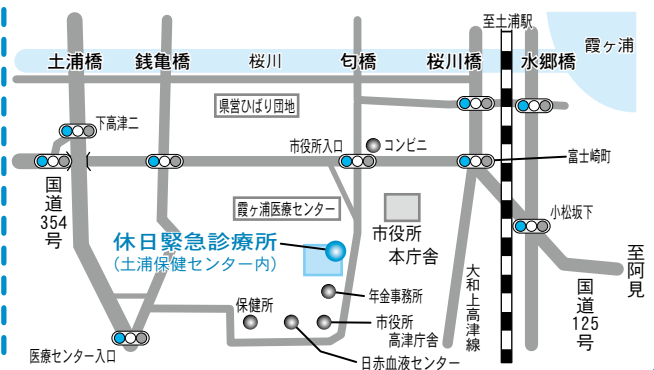 至土浦駅
霞ヶ浦
土浦橋
銭亀橋
桜川
匂橋
桜川橋
水郷橋
県営ひばり団地
下高津二
市役所入口
コンビニ
富士崎町
国道
354
号
霞ヶ浦医療センター
市役所
本庁舎
小松坂下
休日緊急診療所
(土浦保健センター内)
大和上高津線
至阿見
国道
125
号
年金事務所
保健所
市役所
高津庁舎
医療センター入口
日赤血液センター